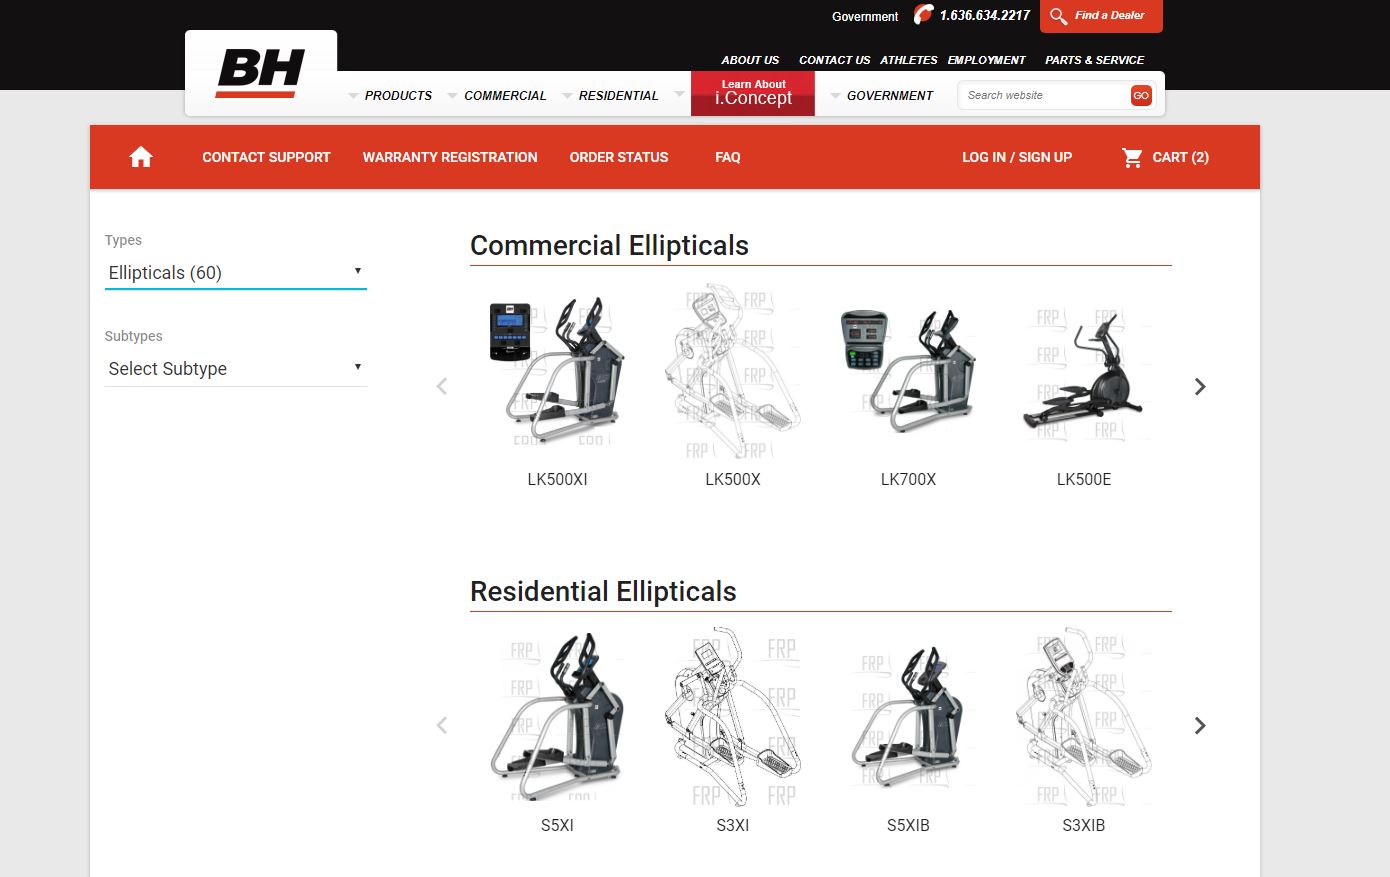 Government
1.636.634.2217
Find a Dealer
BH
ABOUT US
CONTACT US
ATHLETES
EMPLOYMENT
PARTS & SERVICE
PRODUCTS
COMMERCIAL
RESIDENTIAL
Learn About
i.Concept
GOVERNMENT
Search website
GO
CONTACT SUPPORT
WARRANTY REGISTRATION
ORDER STATUS
FAQ
LOG IN / SIGN UP
CART (2)
Types
Ellipticals (60)
Subtypes
Select Subtype
Commercial Ellipticals
FRP
LK500XI
LK500X
LK700X
LK500E
Residential Ellipticals
FRP
S5XI
S3XI
S5XIB
S3XIB